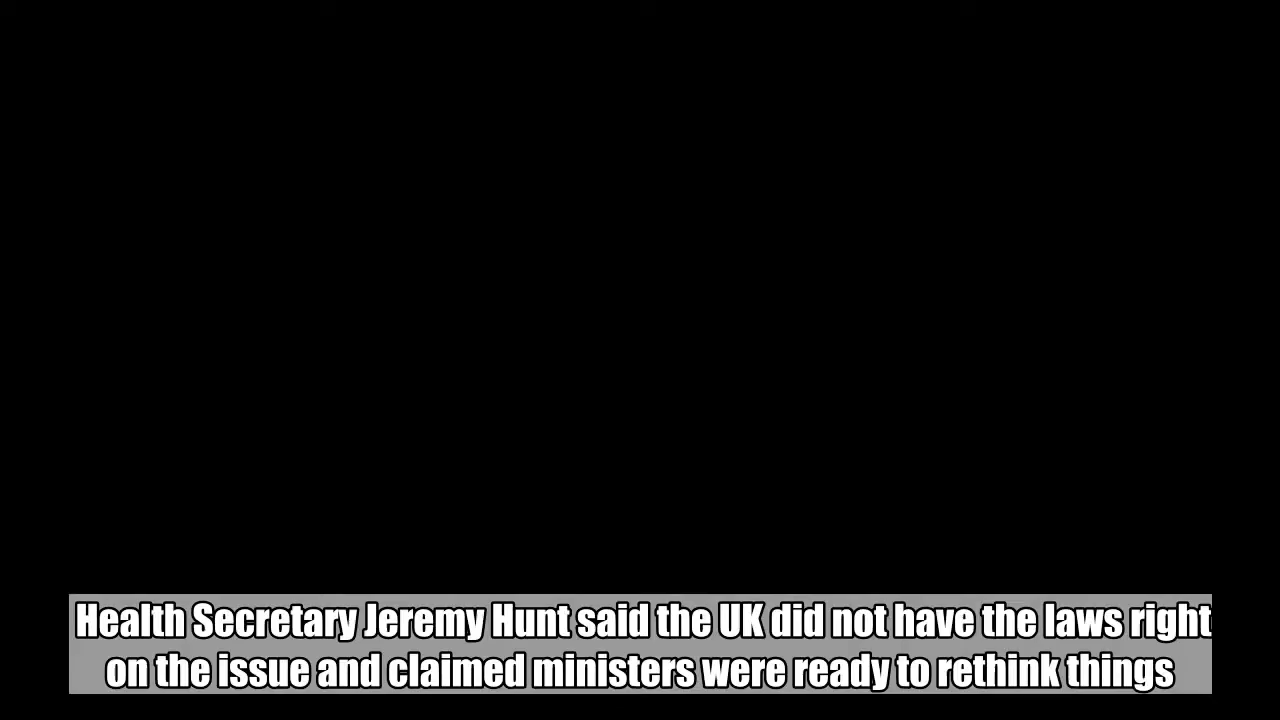 Health Secretary Jeremy Hunt said the UK did not have the laws right
on the issue and claimed ministers were ready to rethink things